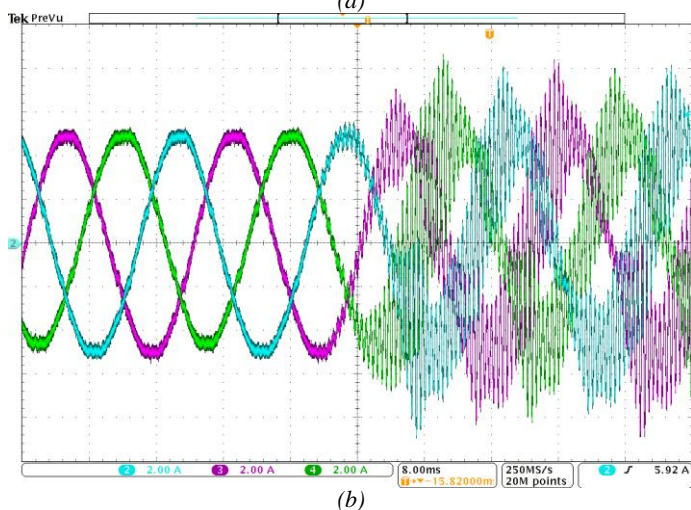 (a)
Tek PreVu
T
T
2
2 2.00 A 3 2.00 A 4 2.00 A 8.00ms 250MS/s 2 5.92 A
T→▼−15.82000m 20M points
(b)